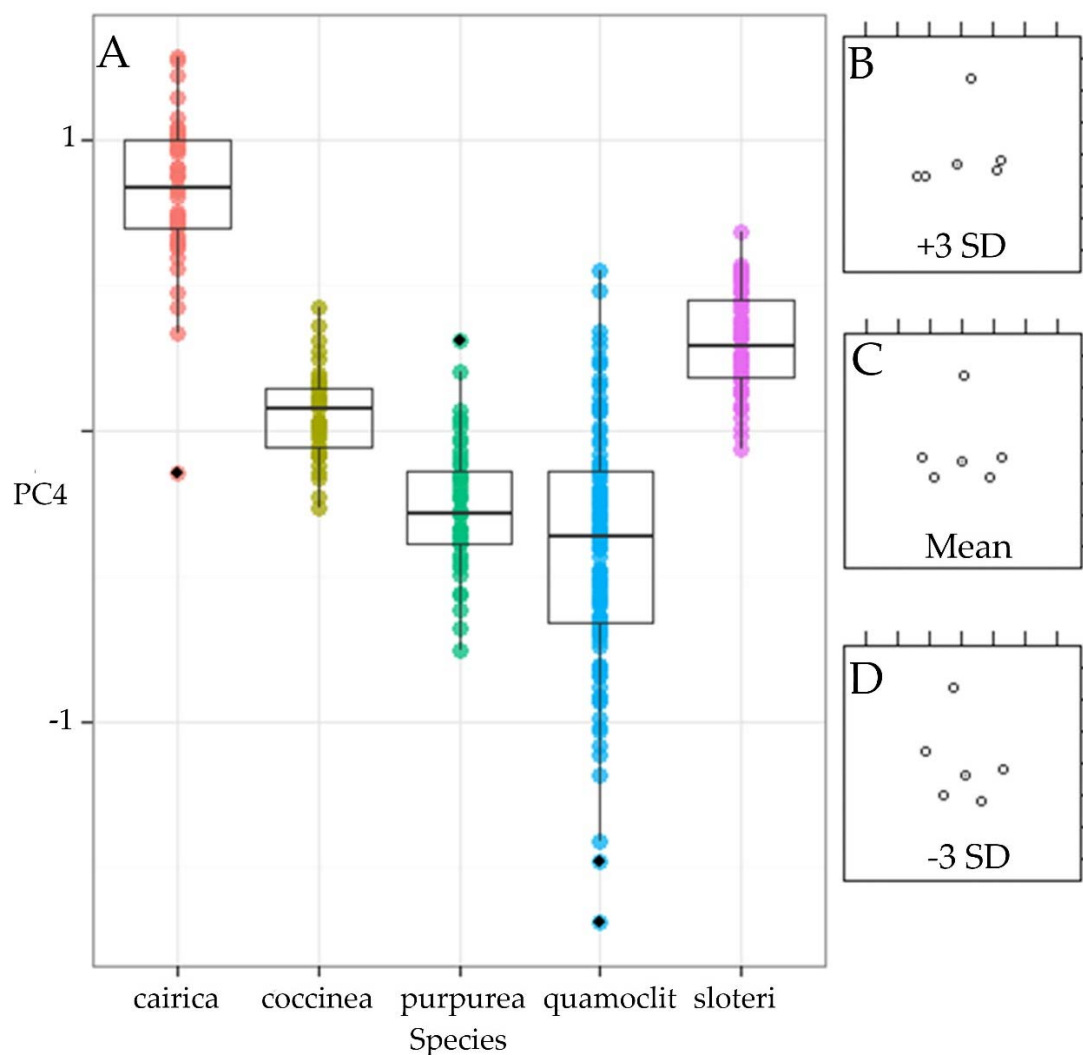 A
1
PC4
-1
cairica coccinea purpurea quamoclit sloteri
Species
B
+3 SD
C
Mean
D
-3 SD